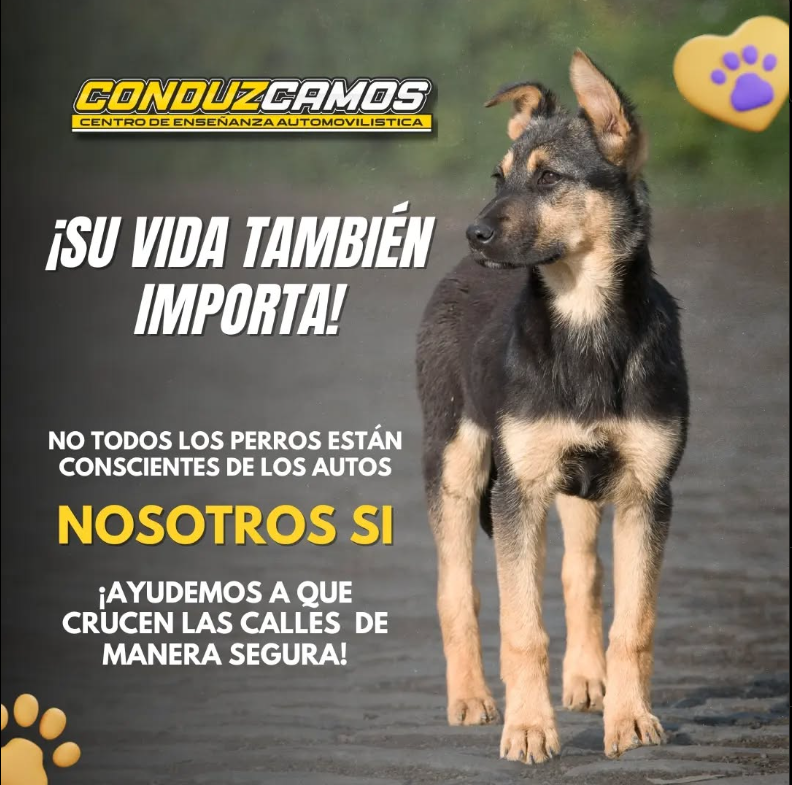 CONDUZCAMOS
CENTRO DE ENSEÑANZA AUTOMOVILISTICA
¡SU VIDA TAMBIÉN
IMPORTA!
NO TODOS LOS PERROS ESTÁN
CONSCIENTES DE LOS AUTOS
NOSOTROS SI
¡AYUDEMOS A QUE
CRUCEN LAS CALLES DE
MANERA SEGURA!